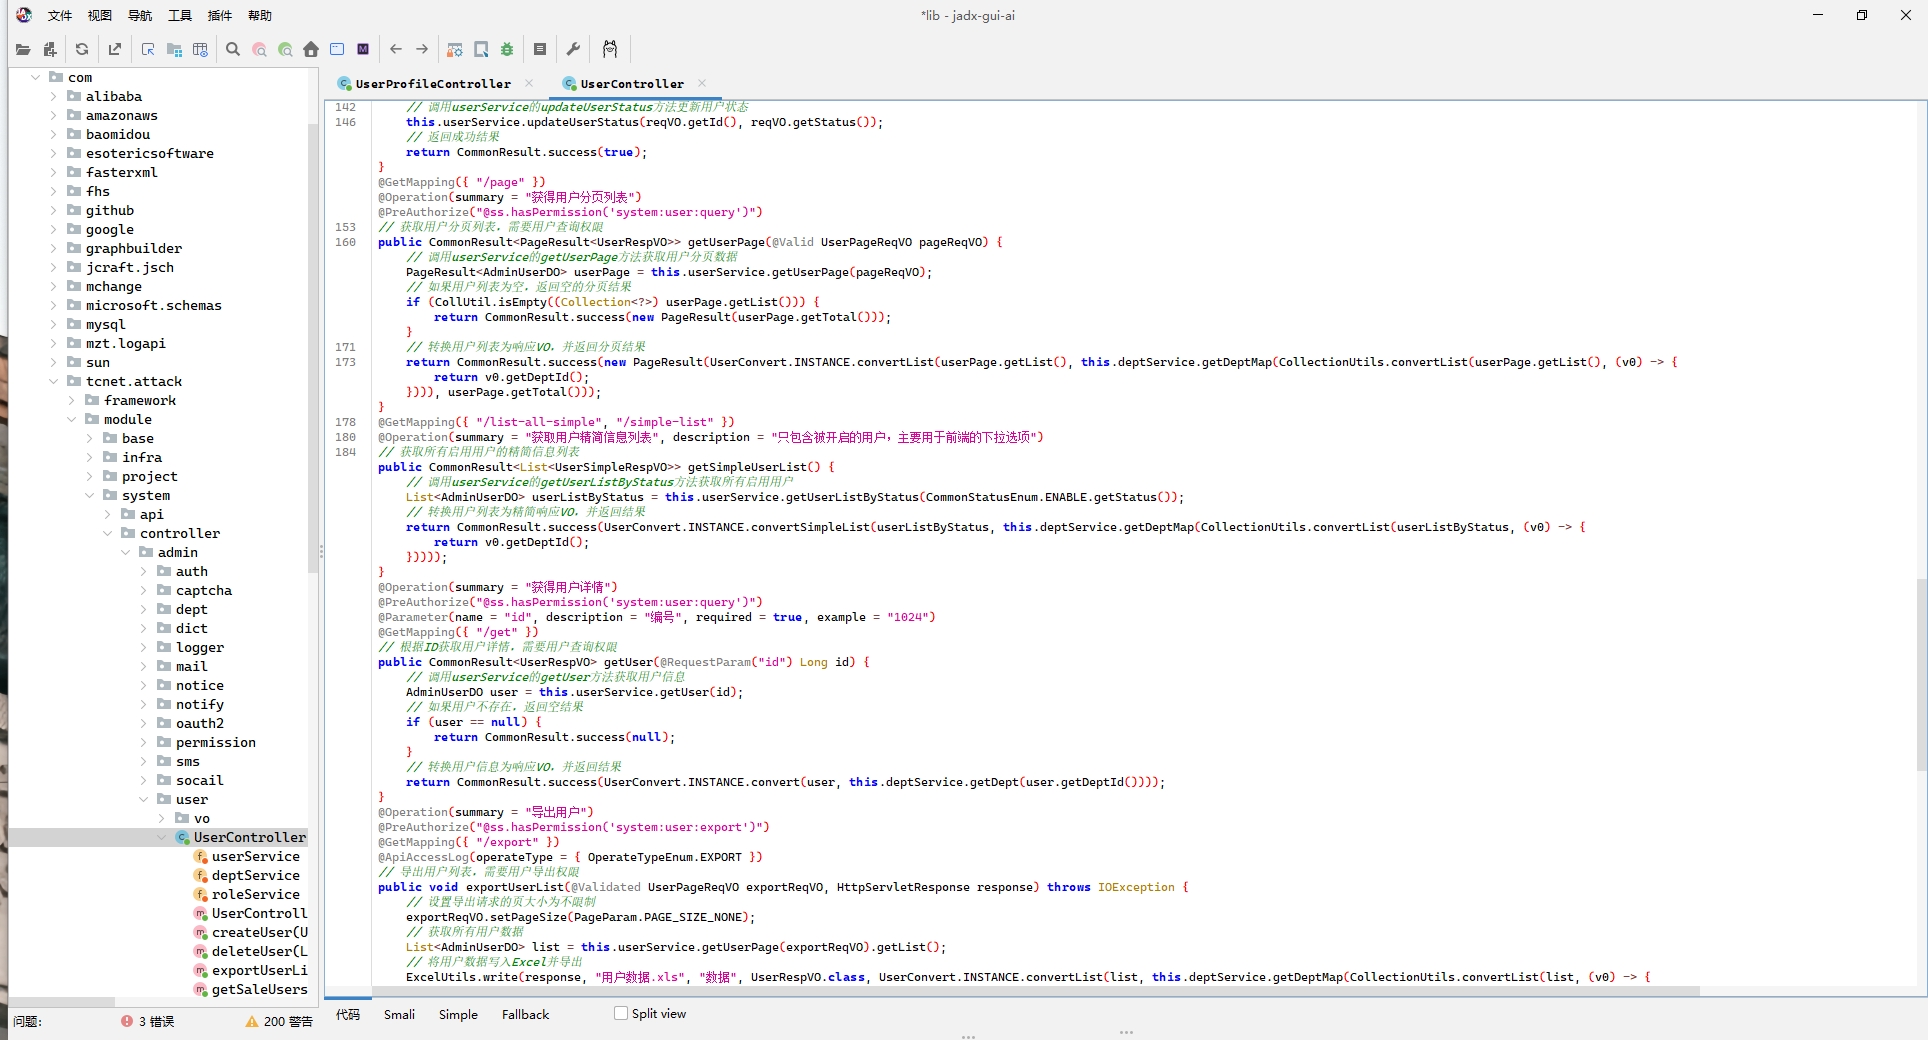 文件 视图 导航 工具 插件 帮助
*lib - jadx-gui-ai
com
alibaba
amazonaws
baomidou
esotericsoftware
fasterxml
fhs
github
google
graphbuilder
jcraft.jsch
mchange
microsoft.schemas
mysql
mzt.logapi
sun
tcnet.attack
framework
module
base
infra
project
system
api
controller
admin
auth
captcha
dept
dict
logger
mail
notice
notify
oauth2
permission
sms
socail
user
vo
UserController
userService
deptService
roleService
UserControll
createUser(U
deleteUser(L
exportUserLi
getSaleUsers
问题: 3 错误 200 警告
UserProfileController UserController
142 // 调用userService的updateUserStatus方法更新用户状态
146 this.userService.updateUserStatus(reqVO.getId(), reqVO.getStatus());
// 返回成功结果
return CommonResult.success(true);
}
@GetMapping({ "/page" })
@Operation(summary = "获得用户分页列表")
@PreAuthorize("@ss.hasPermission('system:user:query')")
153 // 获取用户分页列表，需要用户查询权限
160 public CommonResult<PageResult<UserRespVO>> getUserPage(@Valid UserPageReqVO pageReqVO) {
// 调用userService的getUserPage方法获取用户分页数据
PageResult<AdminUserDO> userPage = this.userService.getUserPage(pageReqVO);
// 如果用户列表为空，返回空的分页结果
if (CollUtil.isEmpty((Collection<?>) userPage.getList())) {
return CommonResult.success(new PageResult(userPage.getTotal()));
}
171 // 转换用户列表为响应VO，并返回分页结果
173 return CommonResult.success(new PageResult(UserConvert.INSTANCE.convertList(userPage.getList(), this.deptService.getDeptMap(CollectionUtils.convertList(userPage.getList(), (v0) -> {
return v0.getDeptId();
}))), userPage.getTotal()));
}
178 @GetMapping({ "/list-all-simple", "/simple-list" })
180 @Operation(summary = "获取用户精简信息列表", description = "只包含被开启的用户，主要用于前端的下拉选项")
184 // 获取所有启用用户的精简信息列表
public CommonResult<List<UserSimpleRespVO>> getSimpleUserList() {
// 调用userService的getUserListByStatus方法获取所有启用用户
List<AdminUserDO> userListByStatus = this.userService.getUserListByStatus(CommonStatusEnum.ENABLE.getStatus());
// 转换用户列表为精简响应VO，并返回结果
return CommonResult.success(UserConvert.INSTANCE.convertSimpleList(userListByStatus, this.deptService.getDeptMap(CollectionUtils.convertList(userListByStatus, (v0) -> {
return v0.getDeptId();
}))));
}
@Operation(summary = "获得用户详情")
@PreAuthorize("@ss.hasPermission('system:user:query')")
@Parameter(name = "id", description = "编号", required = true, example = "1024")
@GetMapping({ "/get" })
// 根据ID获取用户详情，需要用户查询权限
public CommonResult<UserRespVO> getUser(@RequestParam("id") Long id) {
// 调用userService的getUser方法获取用户信息
AdminUserDO user = this.userService.getUser(id);
// 如果用户不存在，返回空结果
if (user == null) {
return CommonResult.success(null);
}
// 转换用户信息为响应VO，并返回结果
return CommonResult.success(UserConvert.INSTANCE.convert(user, this.deptService.getDept(user.getDeptId())));
}
@Operation(summary = "导出用户")
@PreAuthorize("@ss.hasPermission('system:user:export')")
@GetMapping({ "/export" })
@ApiAccessLog(operateType = { OperateTypeEnum.EXPORT })
// 导出用户列表，需要用户导出权限
public void exportUserList(@Validated UserPageReqVO exportReqVO, HttpServletResponse response) throws IOException {
// 设置导出请求的页大小为不限制
exportReqVO.setPageSize(PageParam.PAGE_SIZE_NONE);
// 获取所有用户数据
List<AdminUserDO> list = this.userService.getUserPage(exportReqVO).getList();
// 将用户数据写入Excel并导出
ExcelUtils.write(response, "用户数据.xls", "数据", UserRespVO.class, UserConvert.INSTANCE.convertList(list, this.deptService.getDeptMap(CollectionUtils.convertList(list, (v0) -> {
代码 Smali Simple Fallback Split view